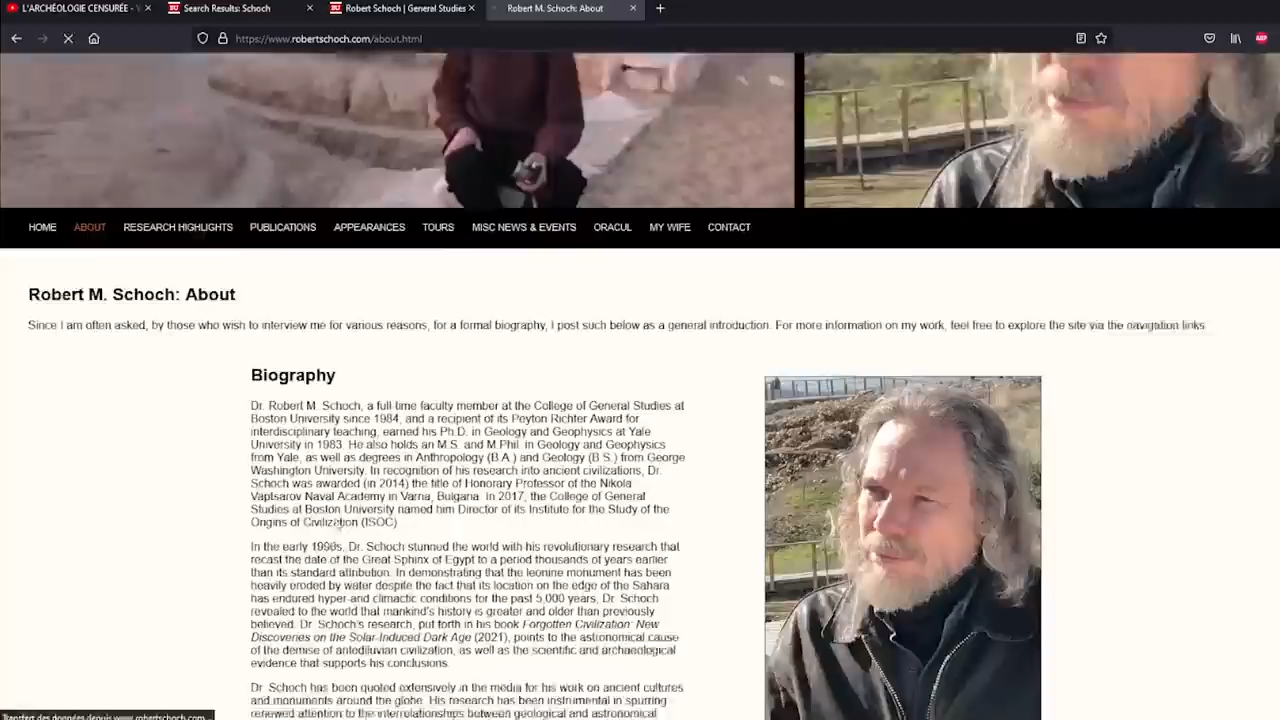 L'ARCHÉOLOGIE CENSURÉE -
Search Results: Schoch
Robert Schoch | General Studies
Robert M. Schoch: About
https://www.robertschoch.com/about.html
HOME ABOUT RESEARCH HIGHLIGHTS PUBLICATIONS APPEARANCES TOURS MISC NEWS & EVENTS ORACUL MY WIFE CONTACT
Robert M. Schoch: About
Since I am often asked, by those who wish to interview me for various reasons, for a formal biography, I post such below as a general introduction. For more information on my work, feel free to explore the site via the navigation links.
Biography
Dr. Robert M. Schoch, a full-time faculty member at the College of General Studies at
Boston University since 1984, and a recipient of its Peyton Richter Award for
interdisciplinary teaching, earned his Ph.D. in Geology and Geophysics at Yale
University in 1983. He also holds an M.S. and M.Phil. in Geology and Geophysics
from Yale, as well as degrees in Anthropology (B.A.) and Geology (B.S.) from George
Washington University. In recognition of his research into ancient civilizations, Dr.
Schoch was awarded (in 2014) the title of Honorary Professor of the Nikola
Vaptsarov Naval Academy in Varna, Bulgaria. In 2017, the College of General
Studies at Boston University named him Director of its Institute for the Study of the
Origins of Civilization (ISOC).
In the early 1990s, Dr. Schoch stunned the world with his revolutionary research that
recast the date of the Great Sphinx of Egypt to a period thousands of years earlier
than its standard attribution. In demonstrating that the leonine monument has been
heavily eroded by water despite the fact that its location on the edge of the Sahara
has endured hyper-arid climactic conditions for the past 5,000 years, Dr. Schoch
revealed to the world that mankind's history is greater and older than previously
believed. Dr. Schoch's research, put forth in his book Forgotten Civilization: New
Discoveries on the Solar-Induced Dark Age (2021), points to the astronomical cause
of the demise of antediluvian civilization, as well as the scientific and archaeological
evidence that supports his conclusions.
Dr. Schoch has been quoted extensively in the media for his work on ancient cultures
and monuments around the globe. His research has been instrumental in spurring
renewed attention to the interrelationships between geological and astronomical
Transfert des données depuis www.robertschoch.com...